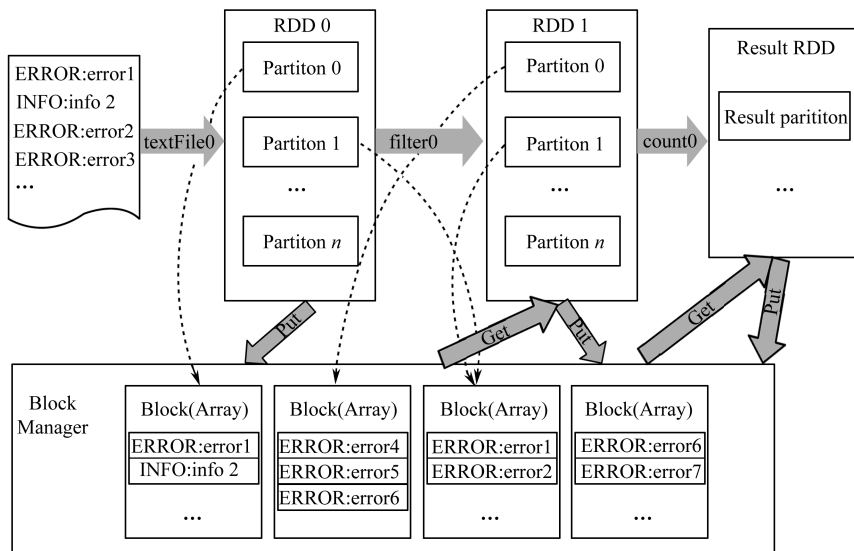 ERROR:error1
INFO:info 2
ERROR:error2
ERROR:error3
...
textFile0
RDD 0
Partiton 0
Partiton 1
...
Partiton n
filter0
RDD 1
Partiton 0
Partiton 1
...
Partiton n
count0
Result RDD
Result parititon
...
Put
Get
Put
Get
Put
Block
Manager
Block(Array)
ERROR:error1
INFO:info 2
...
Block(Array)
ERROR:error4
ERROR:error5
ERROR:error6
Block(Array)
ERROR:error1
ERROR:error2
...
Block(Array)
ERROR:error6
ERROR:error7
...